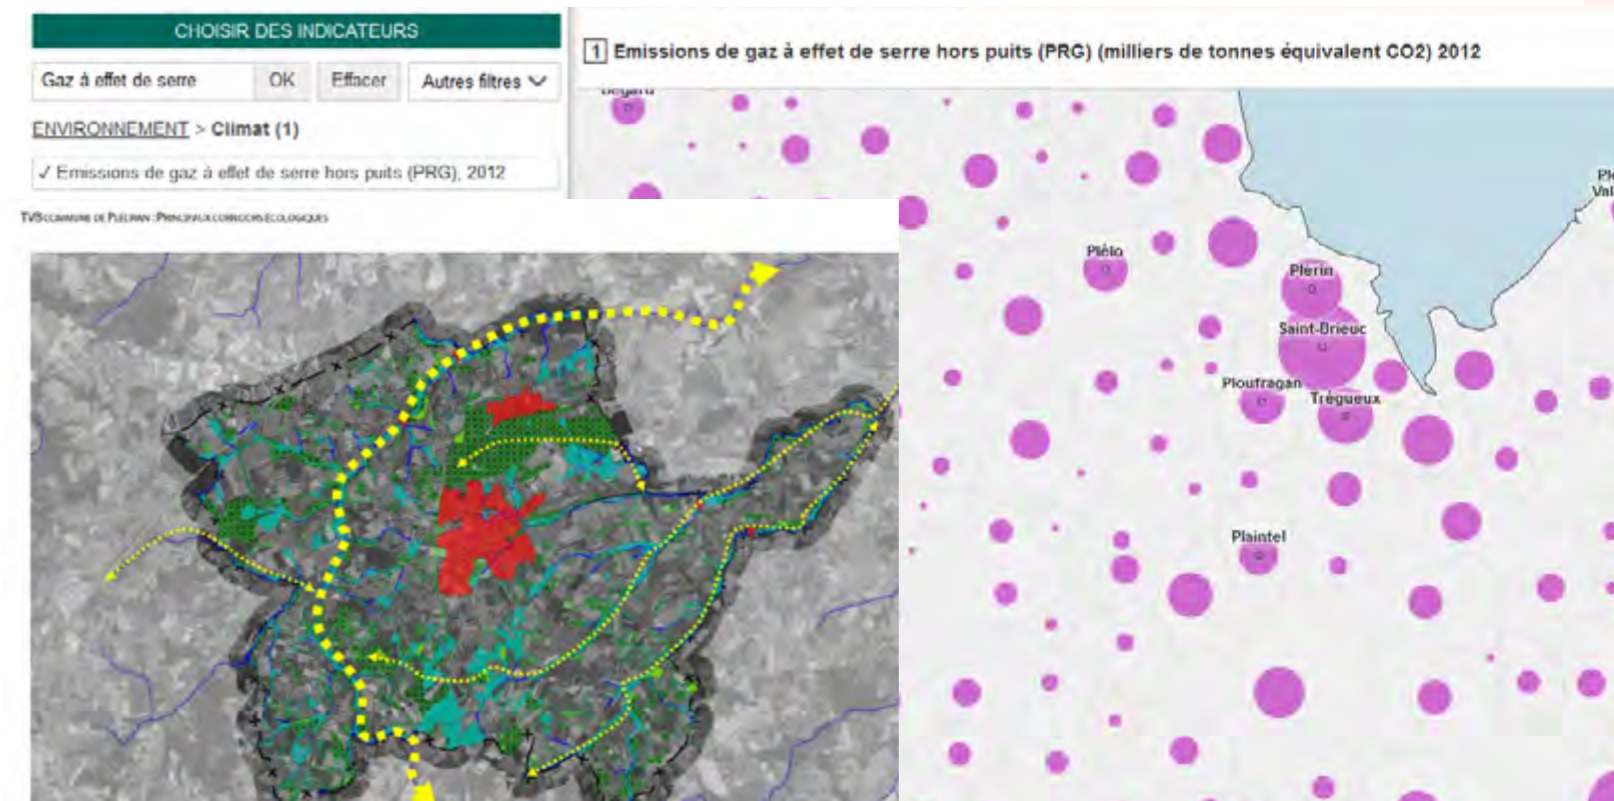 CHOISIR DES INDICATEURS
Gaz à effet de serre OK Effacer Autres filtres
ENVIRONNEMENT > Climat (1)
✓ Emissions de gaz à effet de serre hors puits (PRG), 2012
1 Emissions de gaz à effet de serre hors puits (PRG) (milliers de tonnes équivalent CO2) 2012
Plélo
Plerin
Saint-Brieuc
Ploufragan
Trégueux
Plaintel